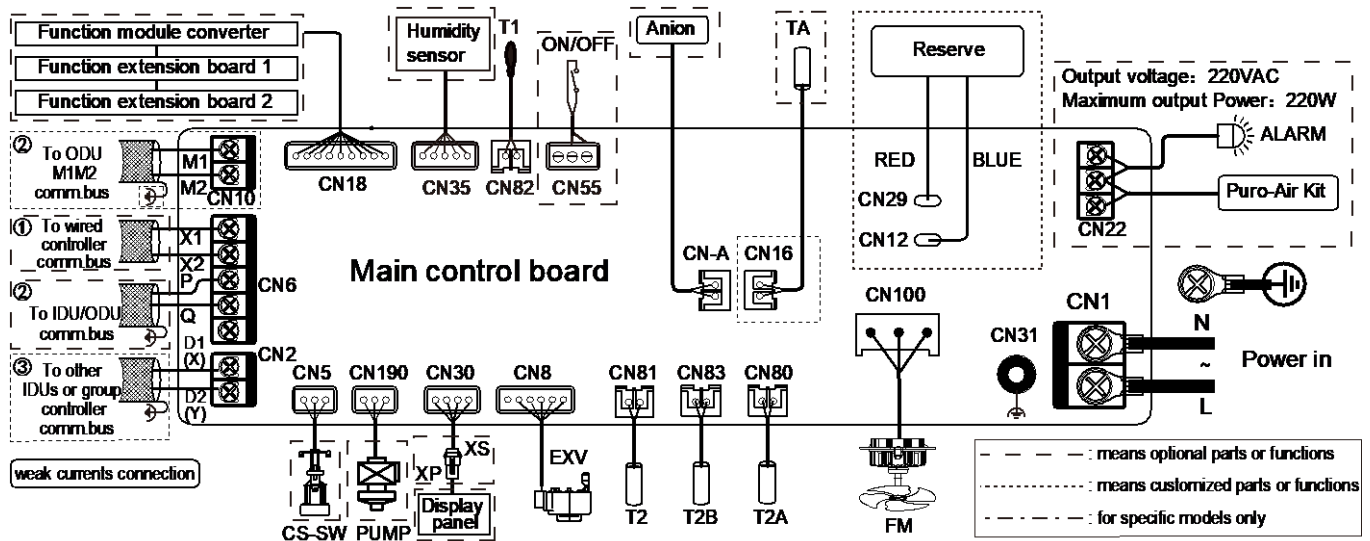 Function module converter
Function extension board 1
Function extension board 2
Humidity
sensor
T1
ON/OFF
Anion
TA
Reserve
RED
BLUE
Output voltage: 220VAC
Maximum output Power: 220W
ALARM
Puro-Air Kit
CN22
② To ODU
M1M2
comm.bus
M1
M2
CN10
CN18
CN35
CN82
CN55
CN29
CN12
① To wired
controller
comm.bus
X1
X2
P
Q
CN6
② To IDU/ODU
comm.bus
Main control board
CN-A
CN16
CN100
CN31
CN1
N
~
L
Power in
③ To other
IDUs or group
controller
comm.bus
D1
(X)
D2
(Y)
CN2
CN5
CN190
CN30
CN8
CN81
CN83
CN80
weak currents connection
CS-SW
PUMP
XP
XS
Display
panel
EXV
T2
T2B
T2A
FM
: means optional parts or functions
: means customized parts or functions
: for specific models only